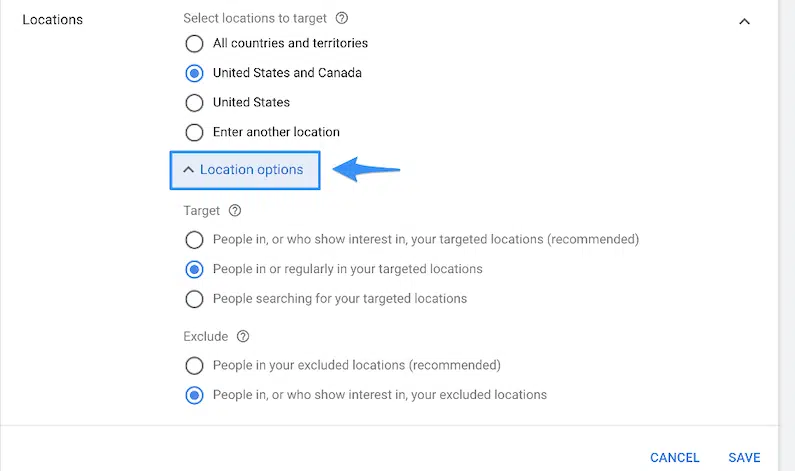 Locations
Select locations to target
All countries and territories
United States and Canada
United States
Enter another location
Location options
Target
People in, or who show interest in, your targeted locations (recommended)
People in or regularly in your targeted locations
People searching for your targeted locations
Exclude
People in your excluded locations (recommended)
People in, or who show interest in, your excluded locations
CANCEL SAVE